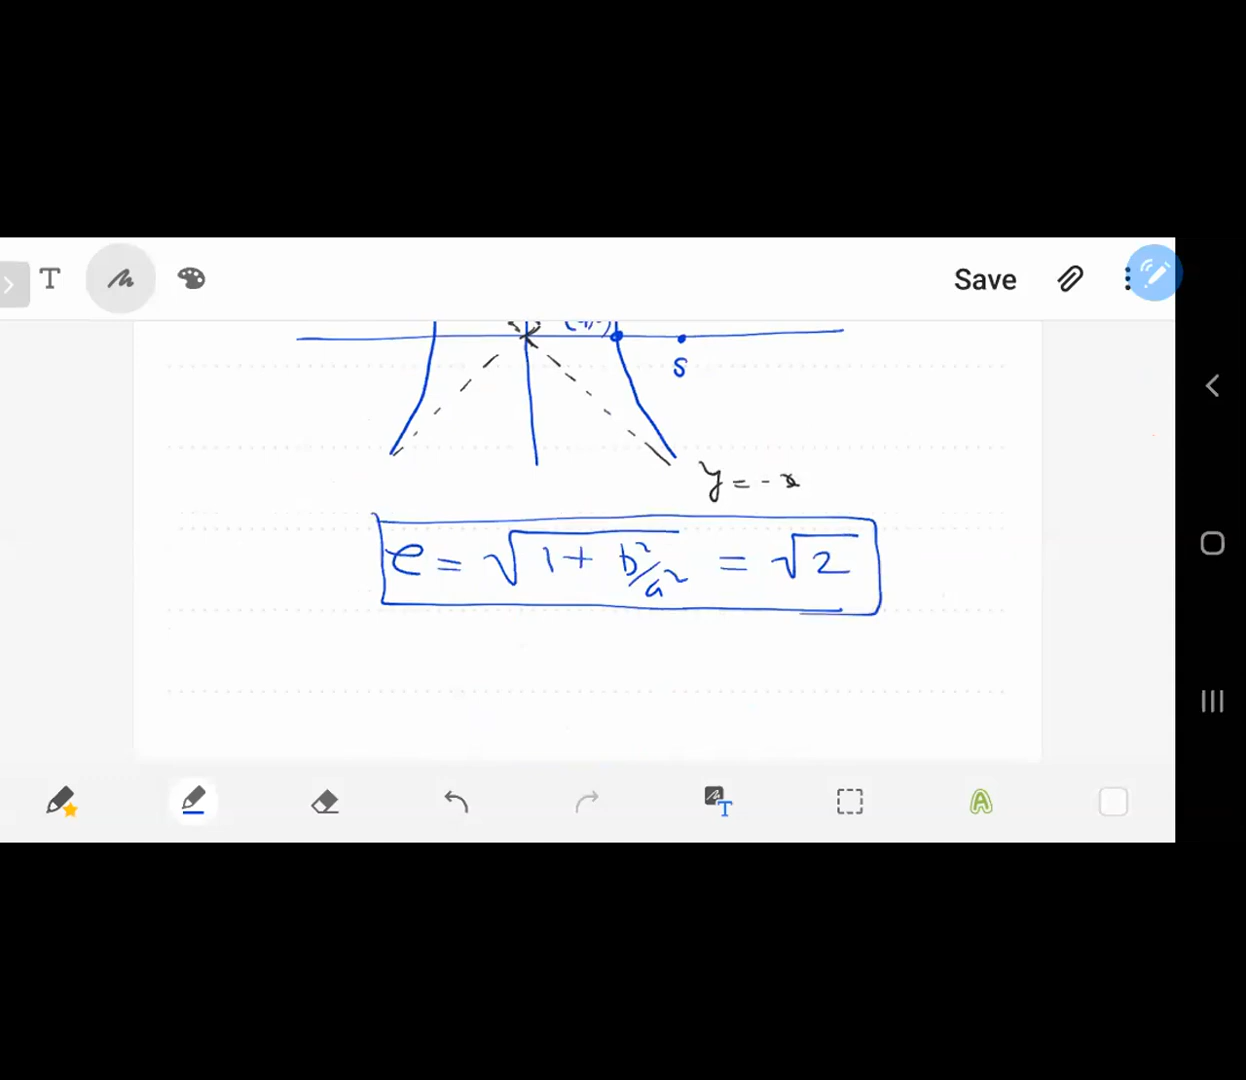 T Save
S
y = - x
e = √(1 + b²/a²) = √2
T
A